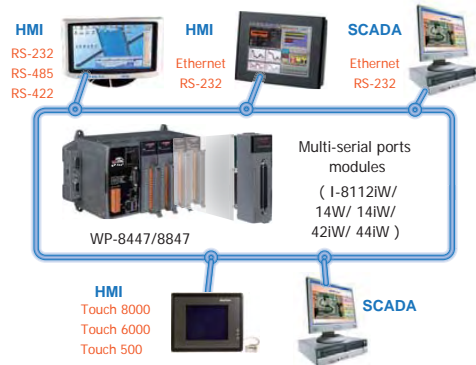 HMI
RS-232
RS-485
RS-422
HMI
Ethernet
RS-232
SCADA
Ethernet
RS-232
Multi-serial ports
modules
( I-8112iW/
14W/ 14iW/
42iW/ 44iW )
WP-8447/8847
HMI
Touch 8000
Touch 6000
Touch 500
SCADA